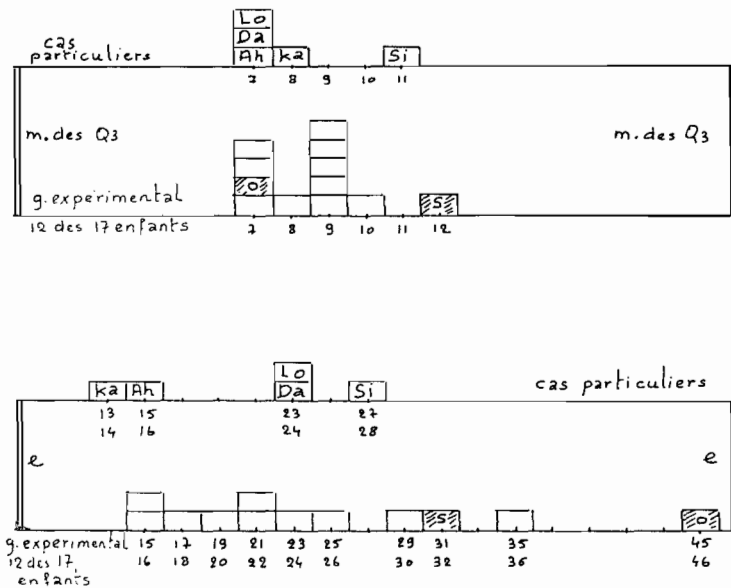 Lo
cas Da
particuliers Ah ka Si
7 8 9 10 11
m. des Q3 m. des Q3
O
g. expérimental S
12 des 17 enfants 7 8 9 10 11 12
Lo
ka Ah Da Si cas particuliers
13 15 23 27
14 16 24 28
e e
S O
g. expérimental 15 17 19 21 23 25 29 31 35 45
12 des 17 16 18 20 22 24 26 30 32 36 46
enfants